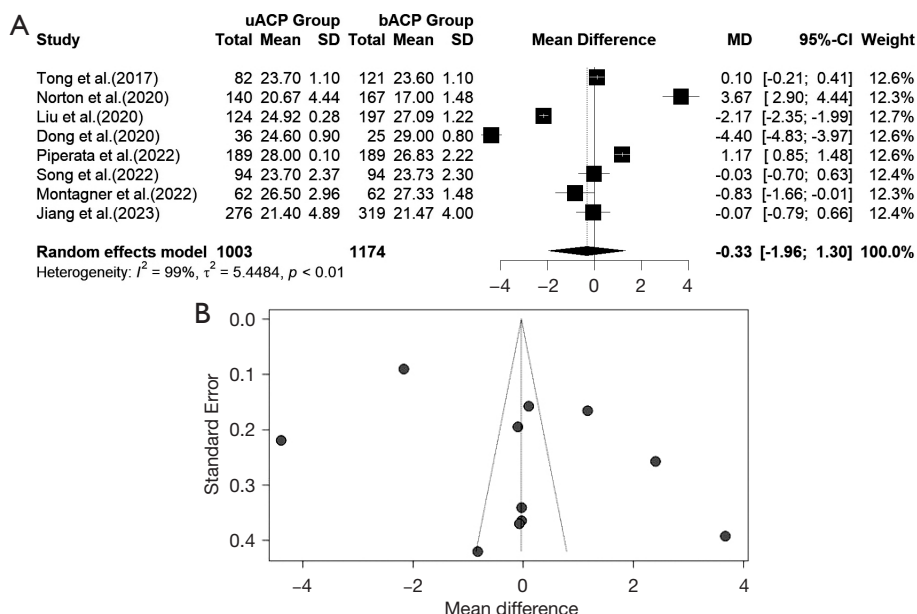 A
uACP Group bACP Group
Study Total Mean SD Total Mean SD Mean Difference MD 95%-CI Weight
Tong et al.(2017) 82 23.70 1.10 121 23.60 1.10 0.10 [-0.21; 0.41] 12.6%
Norton et al.(2020) 140 20.67 4.44 167 17.00 1.48 3.67 [2.90; 4.44] 12.3%
Liu et al.(2020) 124 24.92 0.28 197 27.09 1.22 -2.17 [-2.35; -1.99] 12.7%
Dong et al.(2020) 36 24.60 0.90 25 29.00 0.80 -4.40 [-4.83; -3.97] 12.6%
Piperata et al.(2022) 189 28.00 0.10 189 26.83 2.22 1.17 [0.85; 1.48] 12.6%
Song et al.(2022) 94 23.70 2.37 94 23.73 2.30 -0.03 [-0.70; 0.63] 12.4%
Montagner et al.(2022) 62 26.50 2.96 62 27.33 1.48 -0.83 [-1.66; -0.01] 12.3%
Jiang et al.(2023) 276 21.40 4.89 319 21.47 4.00 -0.07 [-0.79; 0.66] 12.4%
Random effects model 1003 1174 -0.33 [-1.96; 1.30] 100.0%
Heterogeneity: I² = 99%, τ² = 5.4484, p < 0.01
−4 −2 0 2 4
B
Standard Error
0.0
0.1
0.2
0.3
0.4
−4 −2 0 2 4
Mean difference